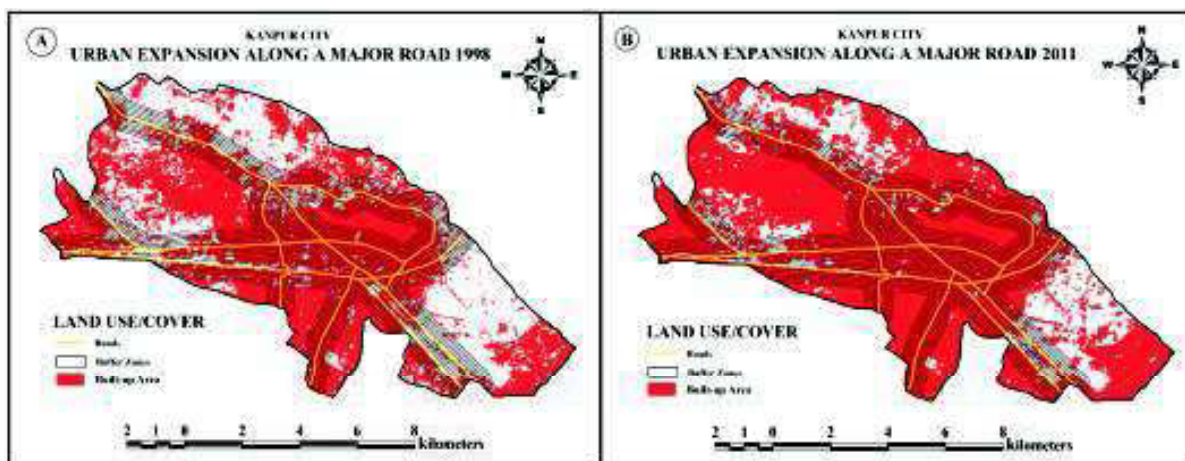 A
KANPUR CITY
URBAN EXPANSION ALONG A MAJOR ROAD 1998
N
E
S
LAND USE/COVER
Roads
Buffer Zones
Built-up Area
2 1 0 2 4 6 8
kilometers
B
KANPUR CITY
URBAN EXPANSION ALONG A MAJOR ROAD 2011
N
W E
S
LAND USE/COVER
Roads
Buffer Zones
Built-up Area
2 1 0 2 4 6 8
kilometers